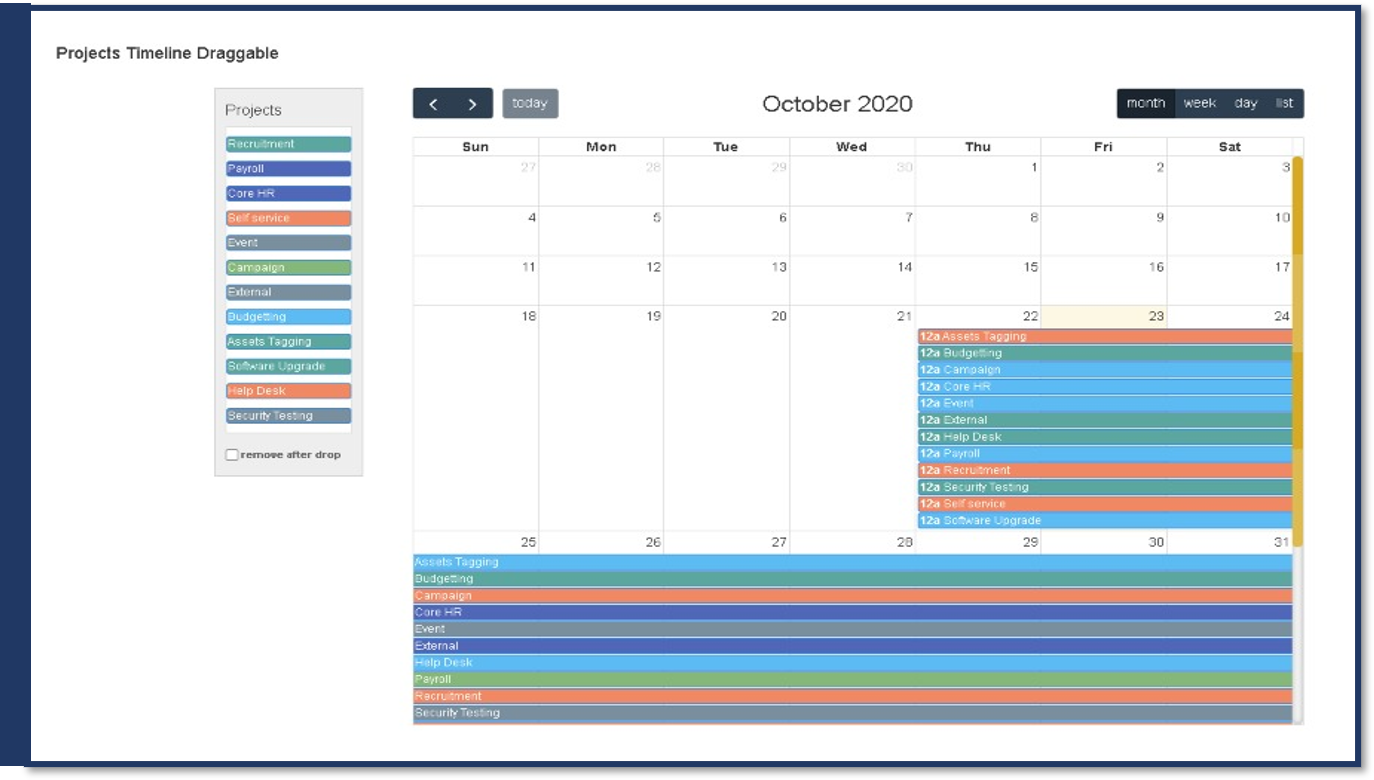 Projects Timeline Draggable
Projects
Recruitment
Payroll
Core HR
Self service
Event
Campaign
External
Budgetting
Assets Tagging
Software Upgrade
Help Desk
Security Testing
remove after drop
< > today October 2020 month week day list
Sun Mon Tue Wed Thu Fri Sat
27 28 29 30 1 2 3
4 5 6 7 8 9 10
11 12 13 14 15 16 17
18 19 20 21 22 23 24
12a Assets Tagging
12a Budgetting
12a Campaign
12a Core HR
12a Event
12a External
12a Help Desk
12a Payroll
12a Recruitment
12a Security Testing
12a Self service
12a Software Upgrade
25 26 27 28 29 30 31
Assets Tagging
Budgetting
Campaign
Core HR
Event
External
Help Desk
Payroll
Recruitment
Security Testing